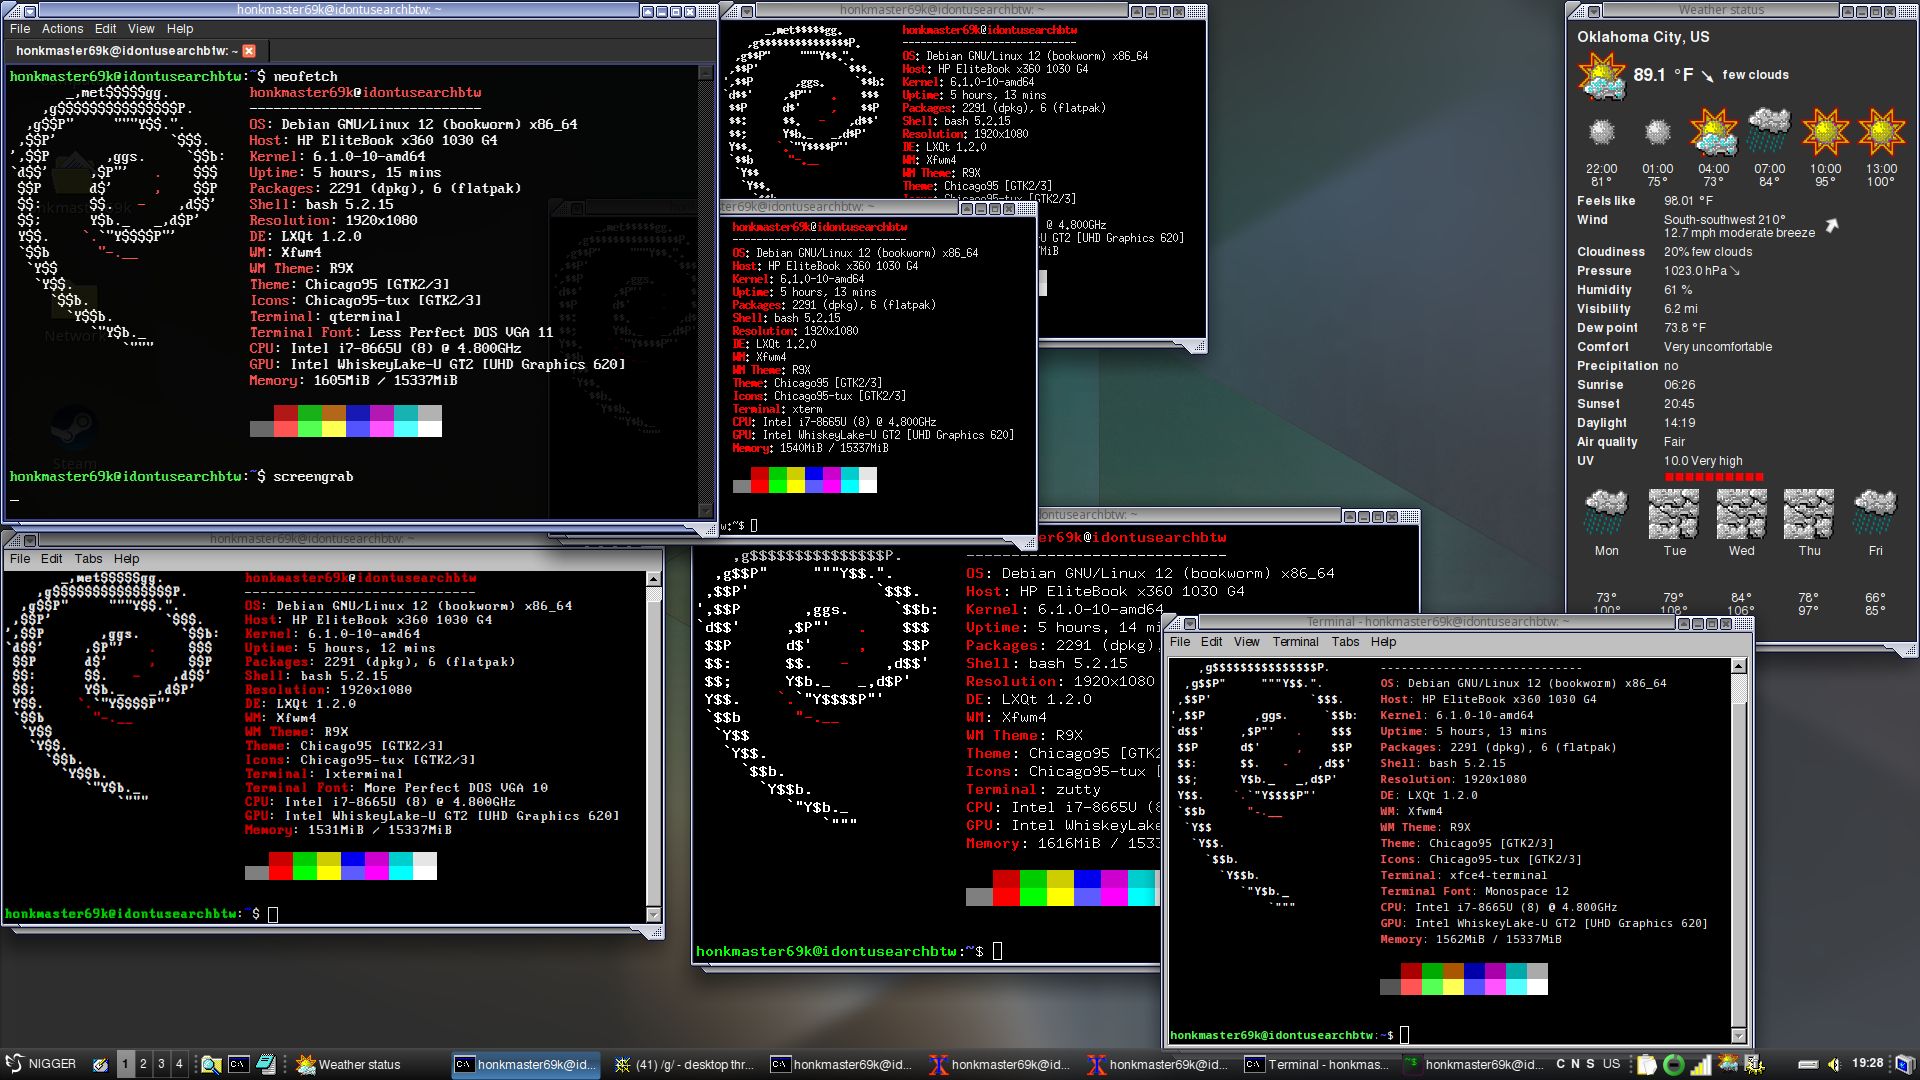 honkmaster69k@idontusearchbtw: ~
File Actions Edit View Help
honkmaster69k@idontusearchbtw: ~
honkmaster69k@idontusearchbtw:~$ neofetch
honkmaster69k@idontusearchbtw
-----------------------------
OS: Debian GNU/Linux 12 (bookworm) x86_64
Host: HP EliteBook x360 1030 G4
Kernel: 6.1.0-10-amd64
Uptime: 5 hours, 15 mins
Packages: 2291 (dpkg), 6 (flatpak)
Shell: bash 5.2.15
Resolution: 1920x1080
DE: LXQt 1.2.0
WM: Xfwm4
WM Theme: R9X
Theme: Chicago95 [GTK2/3]
Icons: Chicago95-tux [GTK2/3]
Terminal: qterminal
Terminal Font: Less Perfect DOS VGA 11
CPU: Intel i7-8665U (8) @ 4.800GHz
GPU: Intel WhiskeyLake-U GT2 [UHD Graphics 620]
Memory: 1605MiB / 15337MiB
honkmaster69k@idontusearchbtw:~$ screengrab
Network
Steam
honkmaster69k@idontusearchbtw: ~
honkmaster69k@idontusearchbtw
-----------------------------
OS: Debian GNU/Linux 12 (bookworm) x86_64
Host: HP EliteBook x360 1030 G4
Kernel: 6.1.0-10-amd64
Uptime: 5 hours, 13 mins
Packages: 2291 (dpkg), 6 (flatpak)
Shell: bash 5.2.15
Resolution: 1920x1080
DE: LXQt 1.2.0
WM: Xfwm4
WM Theme: R9X
Theme: Chicago95 [GTK2/3]
Icons: Chicago95-tux [GTK2/3]
@ 4.800GHz
GT2 [UHD Graphics 620]
MiB
ster69k@idontusearchbtw: ~
honkmaster69k@idontusearchbtw
-----------------------------
OS: Debian GNU/Linux 12 (bookworm) x86_64
Host: HP EliteBook x360 1030 G4
Kernel: 6.1.0-10-amd64
Uptime: 5 hours, 13 mins
Packages: 2291 (dpkg), 6 (flatpak)
Shell: bash 5.2.15
Resolution: 1920x1080
DE: LXQt 1.2.0
WM: Xfwm4
WM Theme: R9X
Theme: Chicago95 [GTK2/3]
Icons: Chicago95-tux [GTK2/3]
Terminal: xterm
CPU: Intel i7-8665U (8) @ 4.800GHz
GPU: Intel WhiskeyLake-U GT2 [UHD Graphics 620]
Memory: 1540MiB / 15337MiB
w:~$
Weather status
Oklahoma City, US
89.1 °F few clouds
22:00 01:00 04:00 07:00 10:00 13:00
81° 75° 73° 84° 95° 100°
Feels like 98.01 °F
Wind South-southwest 210°
12.7 mph moderate breeze
Cloudiness 20% few clouds
Pressure 1023.0 hPa
Humidity 61 %
Visibility 6.2 mi
Dew point 73.8 °F
Comfort Very uncomfortable
Precipitation no
Sunrise 06:26
Sunset 20:45
Daylight 14:19
Air quality Fair
UV 10.0 Very high
Mon Tue Wed Thu Fri
73° 79° 84° 78° 66°
100° 108° 106° 97° 85°
honkmaster69k@idontusearchbtw: ~
File Edit Tabs Help
honkmaster69k@idontusearchbtw
-----------------------------
OS: Debian GNU/Linux 12 (bookworm) x86_64
Host: HP EliteBook x360 1030 G4
Kernel: 6.1.0-10-amd64
Uptime: 5 hours, 12 mins
Packages: 2291 (dpkg), 6 (flatpak)
Shell: bash 5.2.15
Resolution: 1920x1080
DE: LXQt 1.2.0
WM: Xfwm4
WM Theme: R9X
Theme: Chicago95 [GTK2/3]
Icons: Chicago95-tux [GTK2/3]
Terminal: lxterminal
Terminal Font: More Perfect DOS VGA 10
CPU: Intel i7-8665U (8) @ 4.800GHz
GPU: Intel WhiskeyLake-U GT2 [UHD Graphics 620]
Memory: 1531MiB / 15337MiB
honkmaster69k@idontusearchbtw:~$
dontusearchbtw: ~
master69k@idontusearchbtw
-----------------------------
OS: Debian GNU/Linux 12 (bookworm) x86_64
Host: HP EliteBook x360 1030 G4
Kernel: 6.1.0-10-amd64
Uptime: 5 hours, 14 mi
Packages: 2291 (dpkg),
Shell: bash 5.2.15
Resolution: 1920x1080
DE: LXQt 1.2.0
WM: Xfwm4
WM Theme: R9X
Theme: Chicago95 [GTK2
Icons: Chicago95-tux [
Terminal: zutty
CPU: Intel i7-8665U (8
GPU: Intel WhiskeyLake
Memory: 1616MiB / 1533
honkmaster69k@idontusearchbtw:~$
Terminal - honkmaster69k@idontusearchbtw: ~
File Edit View Terminal Tabs Help
-----------------------------
OS: Debian GNU/Linux 12 (bookworm) x86_64
Host: HP EliteBook x360 1030 G4
Kernel: 6.1.0-10-amd64
Uptime: 5 hours, 13 mins
Packages: 2291 (dpkg), 6 (flatpak)
Shell: bash 5.2.15
Resolution: 1920x1080
DE: LXQt 1.2.0
WM: Xfwm4
WM Theme: R9X
Theme: Chicago95 [GTK2/3]
Icons: Chicago95-tux [GTK2/3]
Terminal: xfce4-terminal
Terminal Font: Monospace 12
CPU: Intel i7-8665U (8) @ 4.800GHz
GPU: Intel WhiskeyLake-U GT2 [UHD Graphics 620]
Memory: 1562MiB / 15337MiB
honkmaster69k@idontusearchbtw:~$
NIGGER 1 2 3 4 Weather status honkmaster69k@id... (41) /g/ - desktop thr... honkmaster69k@id... honkmaster69k@id... honkmaster69k@id... Terminal - honkmas... honkmaster69k@id... C N S US 19:28